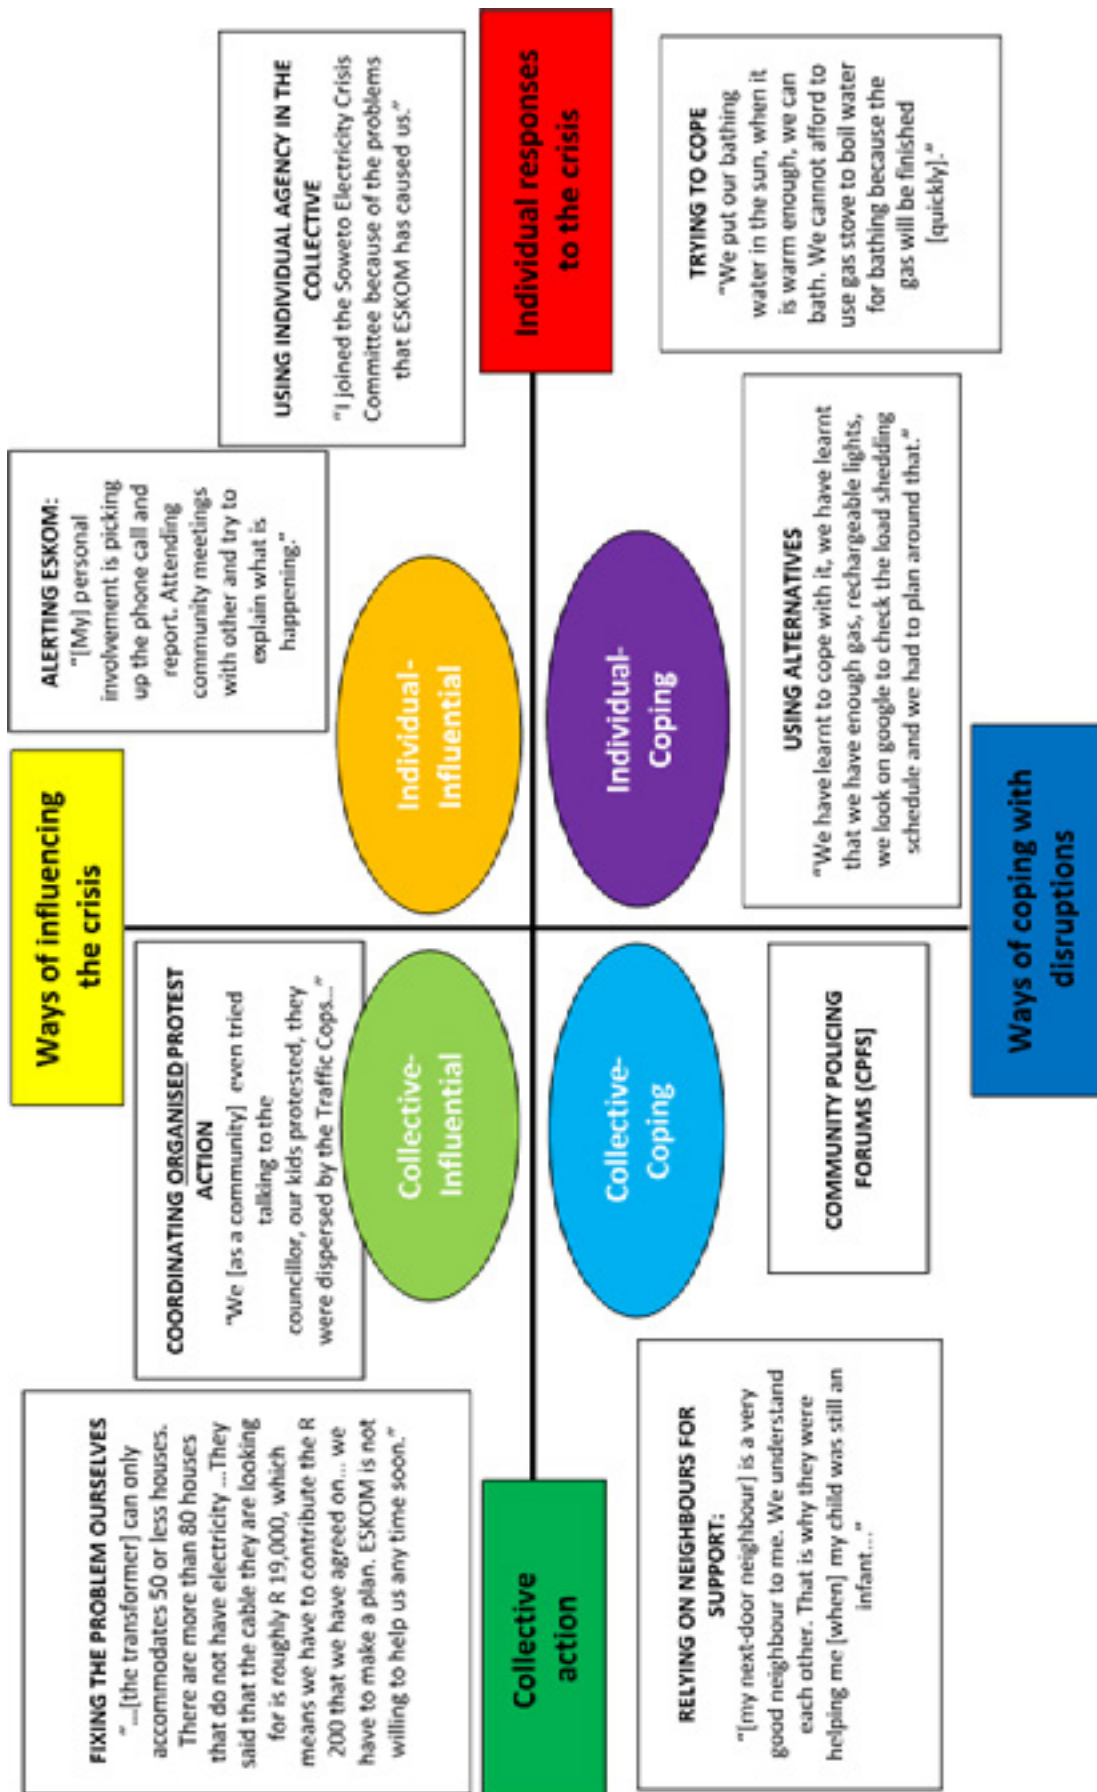 Ways of influencing
the crisis
FIXING THE PROBLEM OURSELVES
"...[the transformer] can only
accommodates 50 or less houses.
There are more than 80 houses
that do not have electricity ...They
said that the cable they are looking
for is roughly R 19,000, which
means we have to contribute the R
200 that we have agreed on... we
have to make a plan. ESKOM is not
willing to help us any time soon."
COORDINATING ORGANISED PROTEST
ACTION
"We [as a community] even tried
talking to the
councillor, our kids protested, they
were dispersed by the Traffic Cops..."
ALERTING ESKOM:
"[My] personal
involvement is picking
up the phone call and
report. Attending
community meetings
with other and try to
explain what is
happening."
USING INDIVIDUAL AGENCY IN THE
COLLECTIVE
"I joined the Soweto Electricity Crisis
Committee because of the problems
that ESKOM has caused us."
Collective-
Influential
Individual-
Influential
Collective
action
Individual responses
to the crisis
Collective-
Coping
Individual-
Coping
RELYING ON NEIGHBOURS FOR
SUPPORT:
"[my next-door neighbour] is a very
good neighbour to me. We understand
each other. That is why they were
helping me [when] my child was still an
infant..."
COMMUNITY POLICING
FORUMS (CPFS]
USING ALTERNATIVES
"We have learnt to cope with it, we have learnt
that we have enough gas, rechargeable lights,
we look on google to check the load shedding
schedule and we had to plan around that."
TRYING TO COPE
"We put our bathing
water in the sun, when it
is warm enough, we can
bath. We cannot afford to
use gas stove to boil water
for bathing because the
gas will be finished
[quickly]."
Ways of coping with
disruptions